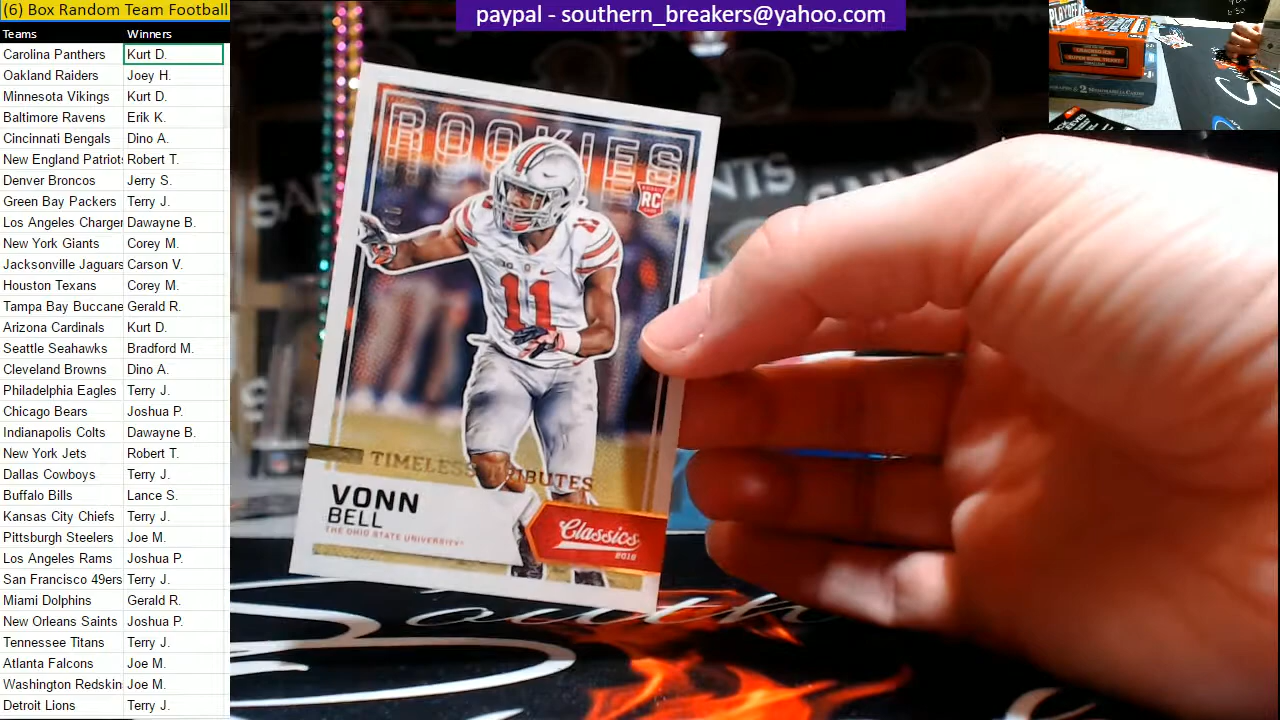 (6) Box Random Team Football
Teams Winners
Carolina Panthers Kurt D.
Oakland Raiders Joey H.
Minnesota Vikings Kurt D.
Baltimore Ravens Erik K.
Cincinnati Bengals Dino A.
New England Patriots Robert T.
Denver Broncos Jerry S.
Green Bay Packers Terry J.
Los Angeles Charger Dawayne B.
New York Giants Corey M.
Jacksonville Jaguars Carson V.
Houston Texans Corey M.
Tampa Bay Buccane Gerald R.
Arizona Cardinals Kurt D.
Seattle Seahawks Bradford M.
Cleveland Browns Dino A.
Philadelphia Eagles Terry J.
Chicago Bears Joshua P.
Indianapolis Colts Dawayne B.
New York Jets Robert T.
Dallas Cowboys Terry J.
Buffalo Bills Lance S.
Kansas City Chiefs Terry J.
Pittsburgh Steelers Joe M.
Los Angeles Rams Joshua P.
San Francisco 49ers Terry J.
Miami Dolphins Gerald R.
New Orleans Saints Joshua P.
Tennessee Titans Terry J.
Atlanta Falcons Joe M.
Washington Redskin Joe M.
Detroit Lions Terry J.
paypal - southern_breakers@yahoo.com
PLAYOFF
ROOKIES
ROOKIE
RC
11
11
TIMELESS TRIBUTES
VONN
BELL
THE OHIO STATE UNIVERSITY
Classics
2016
South